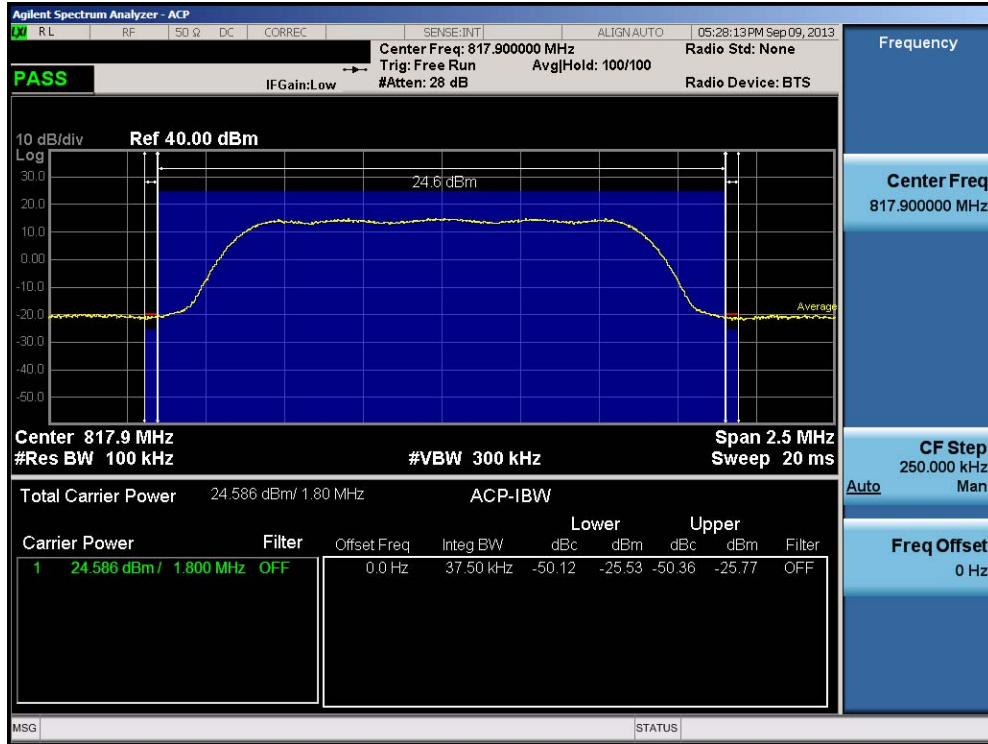 Agilent Spectrum Analyzer - ACP
LXI RL RF 50 Ω DC CORREC SENSE:INT ALIGN AUTO 05:28:13 PM Sep 09, 2013
Center Freq: 817.900000 MHz Radio Std: None
Trig: Free Run Avg|Hold: 100/100
PASS IFGain:Low #Atten: 28 dB Radio Device: BTS
10 dB/div Ref 40.00 dBm
Log
30.0
24.6 dBm
20.0
10.0
0.00
-10.0
Average
-20.0
-30.0
-40.0
-50.0
Center 817.9 MHz Span 2.5 MHz
#Res BW 100 kHz #VBW 300 kHz Sweep 20 ms
Total Carrier Power 24.586 dBm/ 1.80 MHz ACP-IBW
Lower Upper
Carrier Power Filter Offset Freq Integ BW dBc dBm dBc dBm Filter
1 24.586 dBm / 1.800 MHz OFF 0.0 Hz 37.50 kHz -50.12 -25.53 -50.36 -25.77 OFF
MSG STATUS
Frequency
Center Freq
817.900000 MHz
CF Step
250.000 kHz
Auto Man
Freq Offset
0 Hz